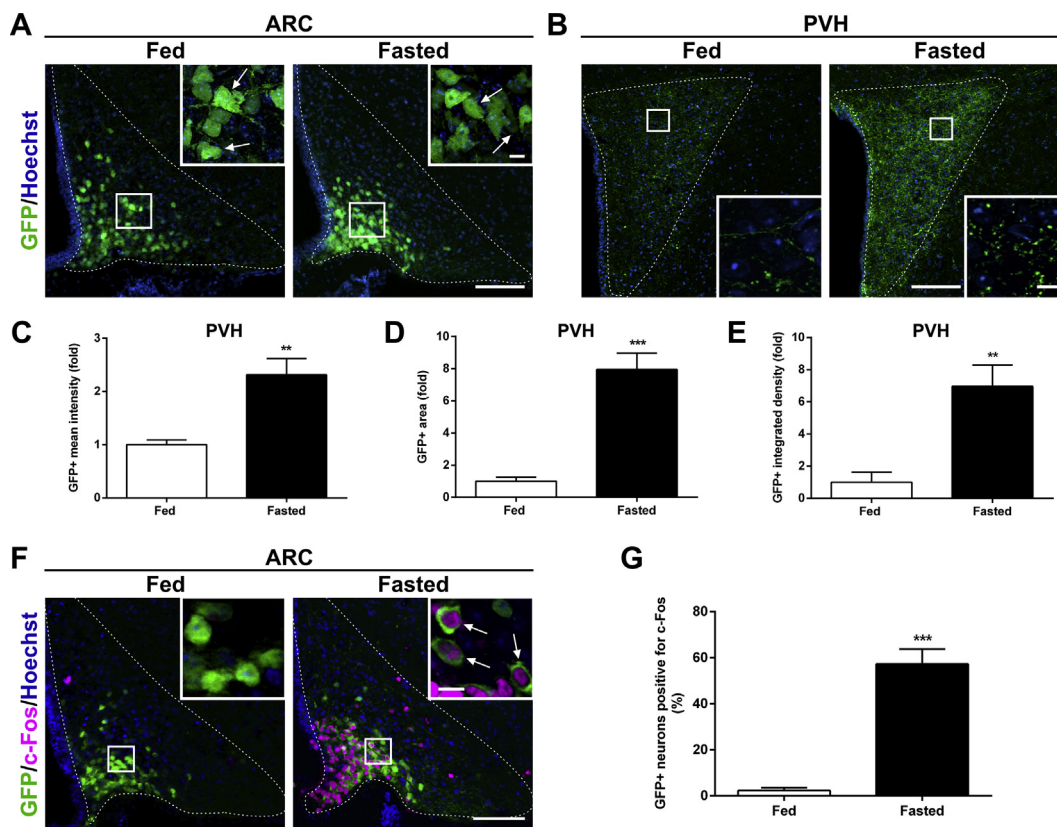 A
ARC
Fed
Fasted
GFP/Hoechst
B
PVH
Fed
Fasted
C
PVH
GFP+ mean intensity (fold)
3
2
1
0
**
Fed
Fasted
D
PVH
GFP+ area (fold)
10
8
6
4
2
0
***
Fed
Fasted
E
PVH
GFP+ integrated density (fold)
10
8
6
4
2
0
**
Fed
Fasted
F
ARC
Fed
Fasted
GFP/c-Fos/Hoechst
G
GFP+ neurons positive for c-Fos
(%)
80
60
40
20
0
***
Fed
Fasted